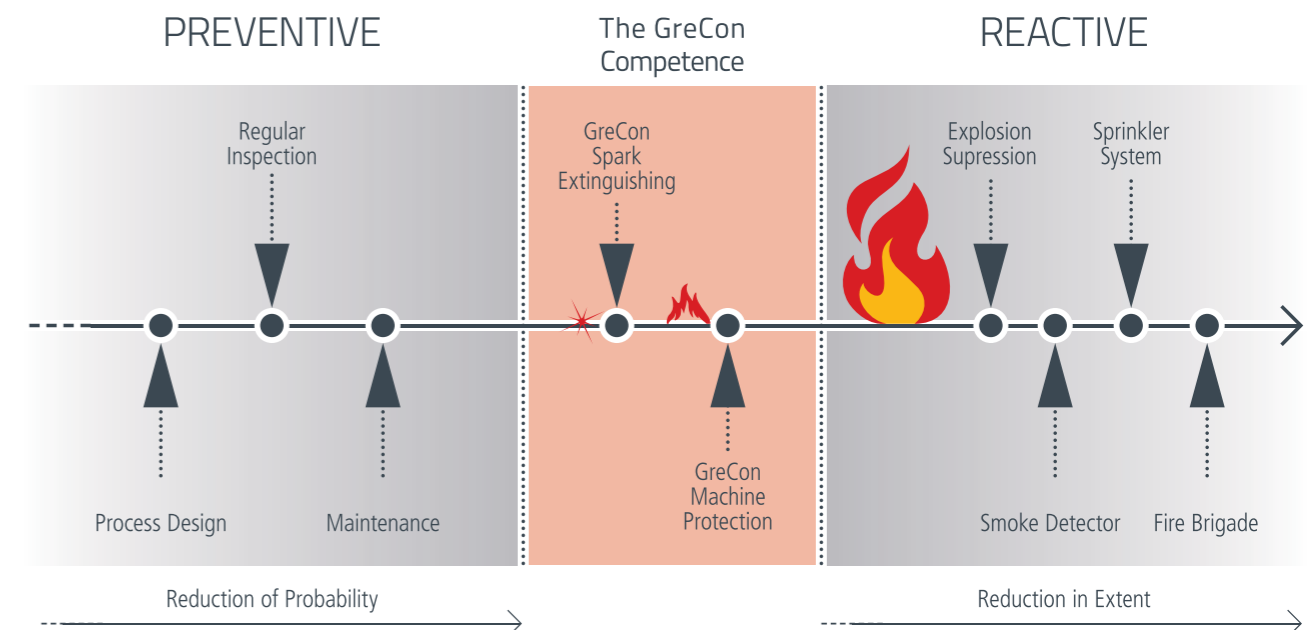 PREVENTIVE
The GreCon
Competence
REACTIVE
Regular
Inspection
GreCon
Spark
Extinguishing
Explosion
Supression
Sprinkler
System
Process Design
Maintenance
GreCon
Machine
Protection
Smoke Detector
Fire Brigade
Reduction of Probability
Reduction in Extent